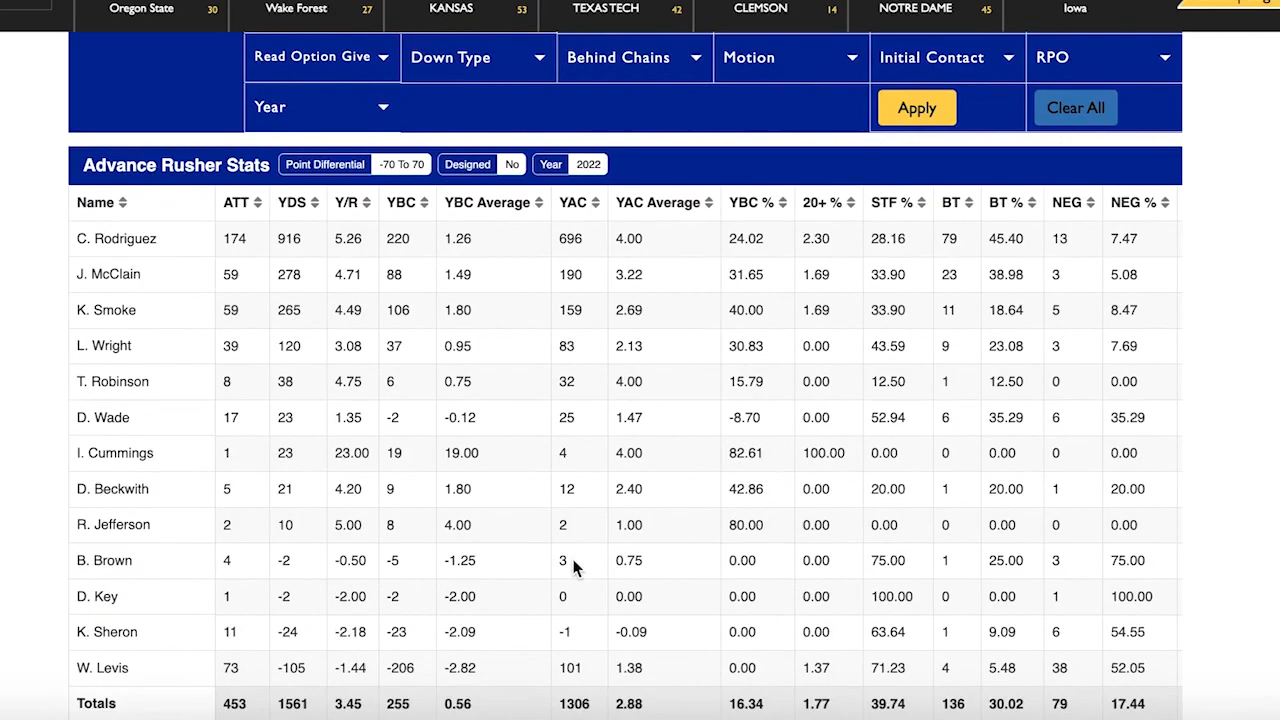 Oregon State 30 Wake Forest 27 KANSAS 53 TEXAS TECH 42 CLEMSON 14 NOTRE DAME 45 Iowa
Read Option Give Down Type Behind Chains Motion Initial Contact RPO
Year Apply Clear All
Advance Rusher Stats Point Differential -70 To 70 Designed No Year 2022
Name ATT YDS Y/R YBC YBC Average YAC YAC Average YBC % 20+ % STF % BT BT % NEG NEG %
C. Rodriguez 174 916 5.26 220 1.26 696 4.00 24.02 2.30 28.16 79 45.40 13 7.47
J. McClain 59 278 4.71 88 1.49 190 3.22 31.65 1.69 33.90 23 38.98 3 5.08
K. Smoke 59 265 4.49 106 1.80 159 2.69 40.00 1.69 33.90 11 18.64 5 8.47
L. Wright 39 120 3.08 37 0.95 83 2.13 30.83 0.00 43.59 9 23.08 3 7.69
T. Robinson 8 38 4.75 6 0.75 32 4.00 15.79 0.00 12.50 1 12.50 0 0.00
D. Wade 17 23 1.35 -2 -0.12 25 1.47 -8.70 0.00 52.94 6 35.29 6 35.29
I. Cummings 1 23 23.00 19 19.00 4 4.00 82.61 100.00 0.00 0 0.00 0 0.00
D. Beckwith 5 21 4.20 9 1.80 12 2.40 42.86 0.00 20.00 1 20.00 1 20.00
R. Jefferson 2 10 5.00 8 4.00 2 1.00 80.00 0.00 0.00 0 0.00 0 0.00
B. Brown 4 -2 -0.50 -5 -1.25 3 0.75 0.00 0.00 75.00 1 25.00 3 75.00
D. Key 1 -2 -2.00 -2 -2.00 0 0.00 0.00 0.00 100.00 0 0.00 1 100.00
K. Sheron 11 -24 -2.18 -23 -2.09 -1 -0.09 0.00 0.00 63.64 1 9.09 6 54.55
W. Levis 73 -105 -1.44 -206 -2.82 101 1.38 0.00 1.37 71.23 4 5.48 38 52.05
Totals 453 1561 3.45 255 0.56 1306 2.88 16.34 1.77 39.74 136 30.02 79 17.44